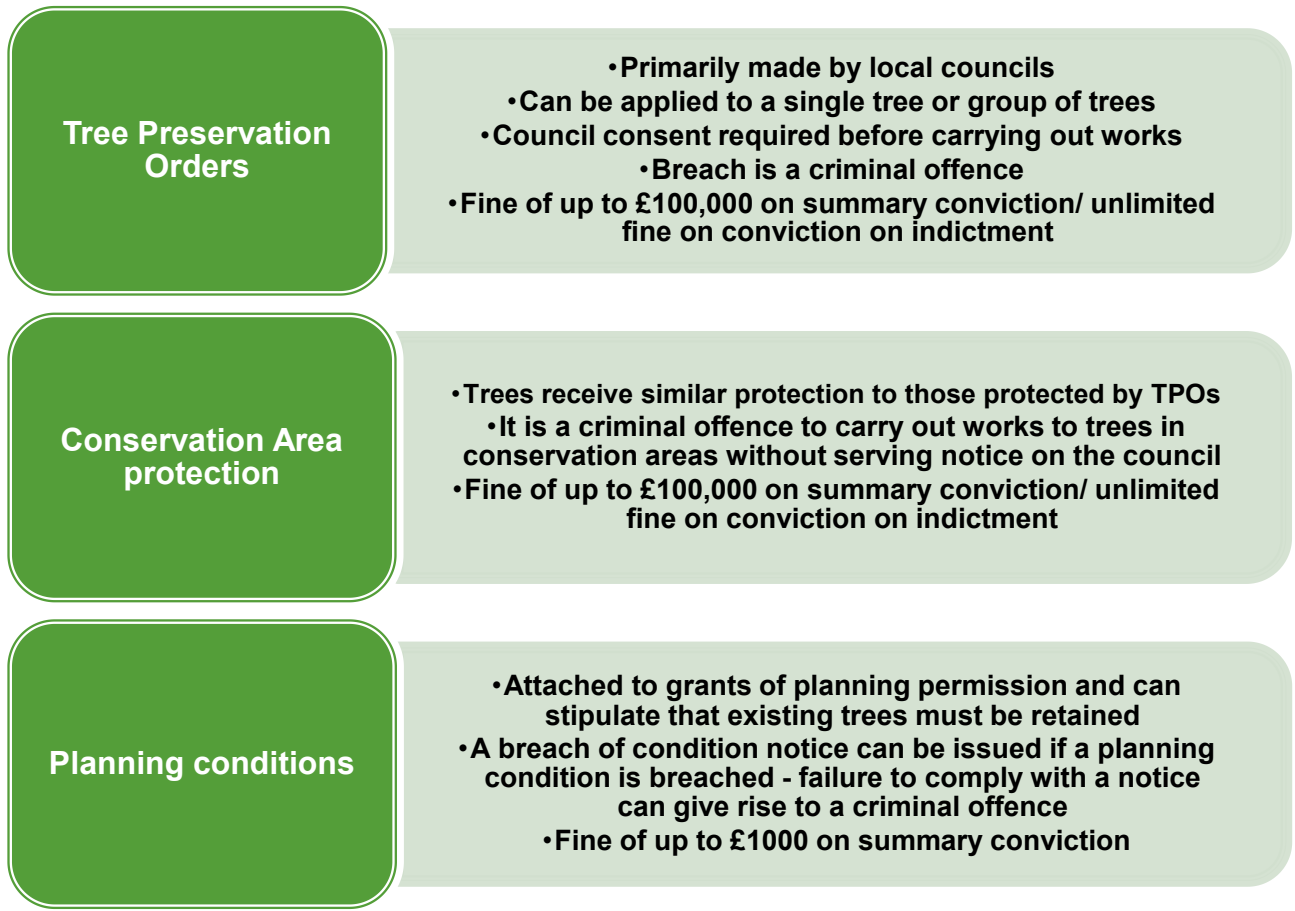 Tree Preservation
Orders
•Primarily made by local councils
•Can be applied to a single tree or group of trees
•Council consent required before carrying out works
•Breach is a criminal offence
•Fine of up to £100,000 on summary conviction/ unlimited
fine on conviction on indictment
Conservation Area
protection
•Trees receive similar protection to those protected by TPOs
•It is a criminal offence to carry out works to trees in
conservation areas without serving notice on the council
•Fine of up to £100,000 on summary conviction/ unlimited
fine on conviction on indictment
Planning conditions
•Attached to grants of planning permission and can
stipulate that existing trees must be retained
•A breach of condition notice can be issued if a planning
condition is breached - failure to comply with a notice
can give rise to a criminal offence
•Fine of up to £1000 on summary conviction